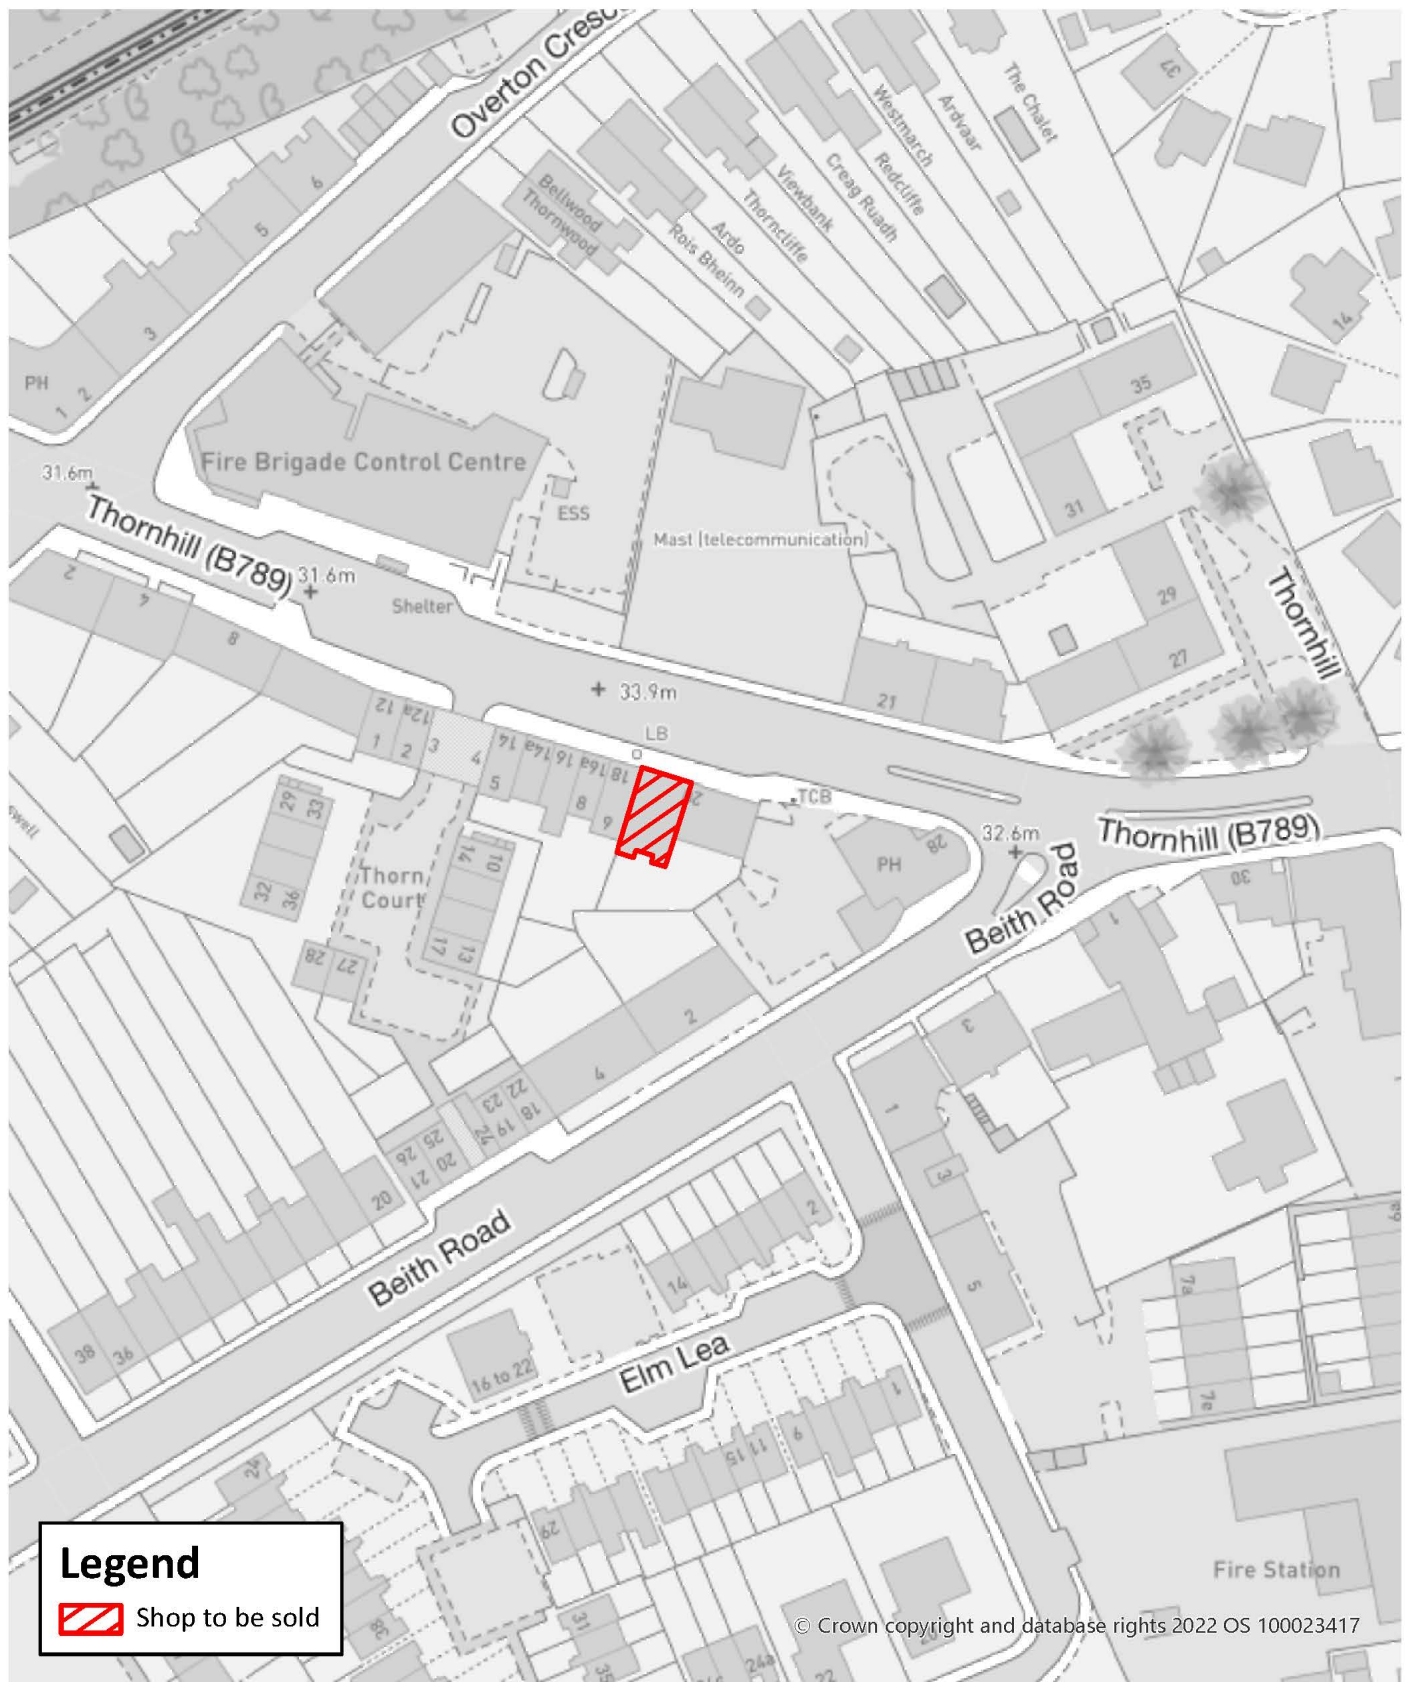 Overton Cresc
37
The Chalet
Ardvaar
Westmarch
Redcliffe
Creag Ruadh
Viewbank
Thorncliffe
Ardo
Rois Bheinn
Bellwood
Thornwood
6
5
3
PH
1
2
14
35
31
29
27
21
Fire Brigade Control Centre
ESS
31.6m
Thornhill (B789)
31.6m
Shelter
Mast (telecommunication)
Thornhill
2
4
8
33.9m
LB
12
12a
1
2
3
4
14
14a
16
16a
18
5
8
9
TCB
28
PH
32.6m
Thornhill (B789)
Beith Road
30
swell
29
33
32
36
Thorn
Court
14
10
17
13
28
27
2
4
1
3
1
3
5
22
23
24
18
19
25
26
20
21
20
Beith Road
38
36
2
14
16 to 22
Elm Lea
1
9
11
15
29
7a
7e
6a
24
38
31
35
24a
22
20
Fire Station
Legend
Shop to be sold
© Crown copyright and database rights 2022 OS 100023417